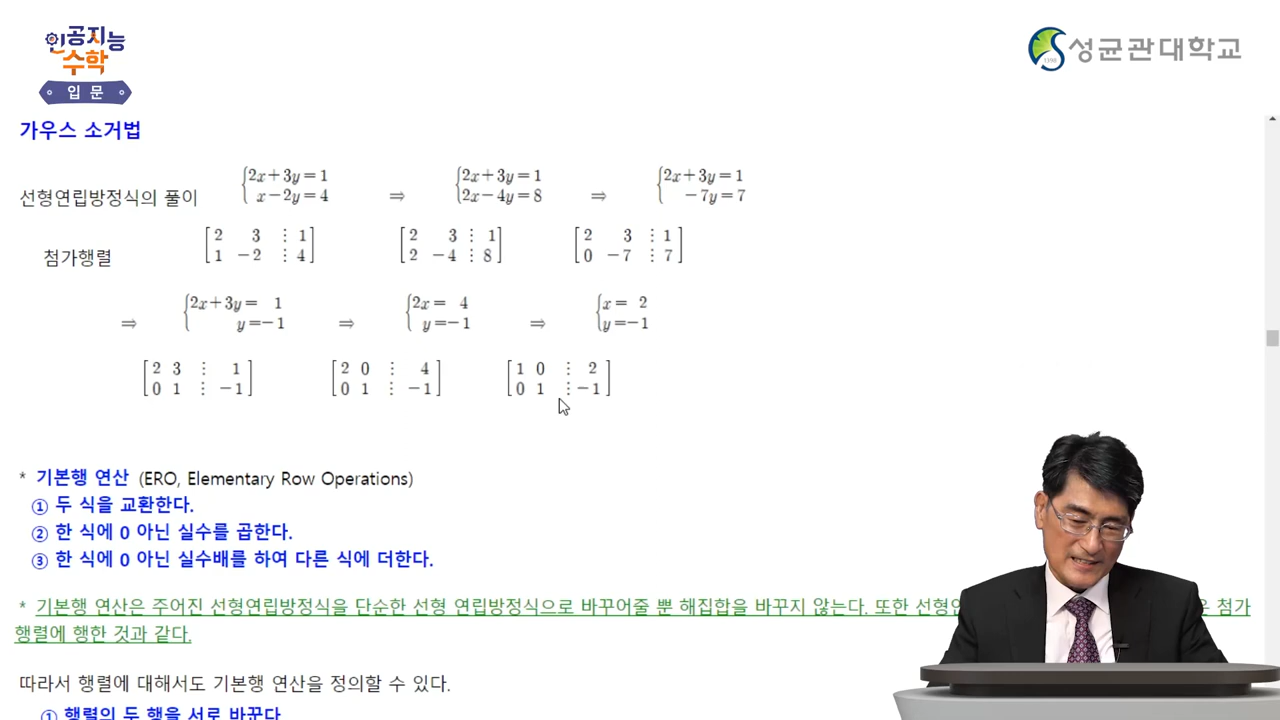 인공지능
수학
입문
1398
성균관대학교
가우스 소거법
선형연립방정식의 풀이 {2x+3y=1 ⇒ {2x+3y=1 ⇒ {2x+3y=1
x−2y=4 2x−4y=8 −7y=7
첨가행렬 [2 3 ⋮ 1 [2 3 ⋮ 1 [2 3 ⋮ 1
1 −2 ⋮ 4] 2 −4 ⋮ 8] 0 −7 ⋮ 7]
⇒ {2x+3y= 1 ⇒ {2x= 4 ⇒ {x= 2
y=−1 y=−1 y=−1
[2 3 ⋮ 1 [2 0 ⋮ 4 [1 0 ⋮ 2
0 1 ⋮ −1] 0 1 ⋮ −1] 0 1 ⋮ −1]
* 기본행 연산 (ERO, Elementary Row Operations)
① 두 식을 교환한다.
② 한 식에 0 아닌 실수를 곱한다.
③ 한 식에 0 아닌 실수배를 하여 다른 식에 더한다.
* 기본행 연산은 주어진 선형연립방정식을 단순한 선형 연립방정식으로 바꾸어줄 뿐 해집합을 바꾸지 않는다. 또한 첨가
행렬에 행한 것과 같다.
따라서 행렬에 대해서도 기본행 연산을 정의할 수 있다.
① 행렬의 두 행을 서로 바꾼다